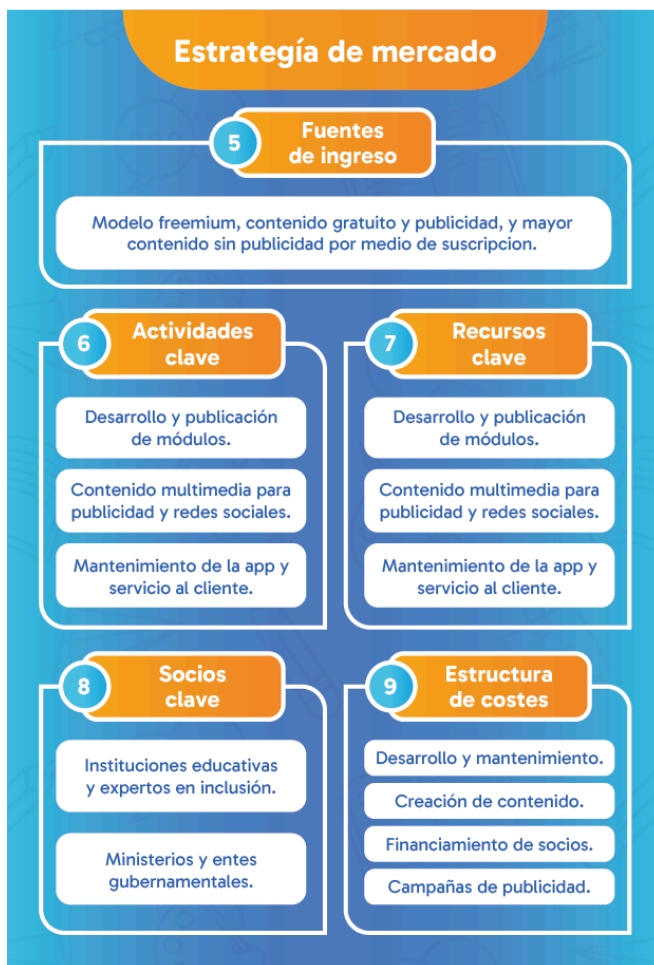 Estrategía de mercado
5
Fuentes
de ingreso
Modelo freemium, contenido gratuito y publicidad, y mayor
contenido sin publicidad por medio de suscripcion.
6
Actividades
clave
Desarrollo y publicación
de módulos.
Contenido multimedia para
publicidad y redes sociales.
Mantenimiento de la app y
servicio al cliente.
7
Recursos
clave
Desarrollo y publicación
de módulos.
Contenido multimedia para
publicidad y redes sociales.
Mantenimiento de la app y
servicio al cliente.
8
Socios
clave
Instituciones educativas
y expertos en inclusión.
Ministerios y entes
gubernamentales.
9
Estructura
de costes
Desarrollo y mantenimiento.
Creación de contenido.
Financiamiento de socios.
Campañas de publicidad.